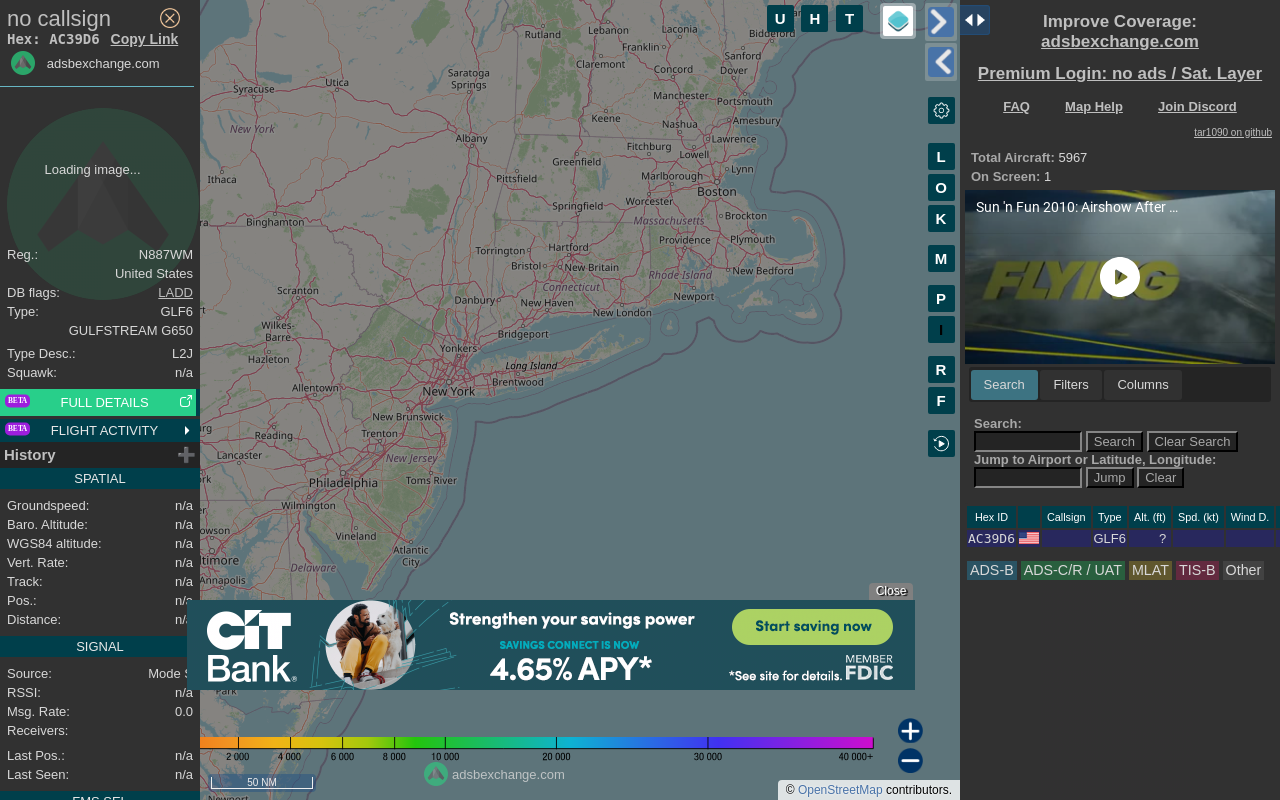 no callsign
Hex: AC39D6 Copy Link
adsbexchange.com
Loading image...
Reg.: N887WM
United States
DB flags: LADD
Type: GLF6
GULFSTREAM G650
Type Desc.: L2J
Squawk: n/a
BETA FULL DETAILS
BETA FLIGHT ACTIVITY
History
SPATIAL
Groundspeed: n/a
Baro. Altitude: n/a
WGS84 altitude: n/a
Vert. Rate: n/a
Track: n/a
Pos.: n/a
Distance:
SIGNAL
Source: Mode S
RSSI: n/a
Msg. Rate: 0.0
Receivers:
Last Pos.: n/a
Last Seen: n/a
U H T
L
O
K
M
P
I
R
F
Rutland
Lebanon
Laconia
Biddeford
Franklin
Claremont
Concord
Sanford
Dover
Saratoga
Springs
Utica
Syracuse
Manchester
Portsmouth
Keene
Nashua
Amesbury
New York
Albany
Lawrence
Fitchburg
Lowell
Greenfield
Lynn
Ithaca
Pittsfield
Marlborough
Boston
Worcester
Springfield
Massachusetts
Brockton
Binghamton
Torrington
Hartford
Providence
Plymouth
Bristol
New Britain
Rhode Island
New Bedford
Connecticut
Scranton
Danbury
New Haven
Newport
New London
Wilkes-
Barre
Bridgeport
Hazleton
Yonkers
Long Island
Brentwood
Allentown
New York
New Brunswick
Reading
Trenton
Lancaster
New Jersey
Philadelphia
Toms River
Wilmington
Vineland
Atlantic
City
Delaware
Annapolis
Park
Close
CIT
Bank
Strengthen your savings power
SAVINGS CONNECT IS NOW
4.65% APY*
Start saving now
*See site for details.
MEMBER
FDIC
2 000 4 000 6 000 8 000 10 000 20 000 30 000 40 000+
adsbexchange.com
50 NM
© OpenStreetMap contributors.
Improve Coverage:
adsbexchange.com
Premium Login: no ads / Sat. Layer
FAQ Map Help Join Discord
tar1090 on github
Total Aircraft: 5967
On Screen: 1
Sun 'n Fun 2010: Airshow After ...
FLYING
Search Filters Columns
Search:
Search Clear Search
Jump to Airport or Latitude, Longitude:
Jump Clear
Hex ID Callsign Type Alt. (ft) Spd. (kt) Wind D.
AC39D6 GLF6 ?
ADS-B ADS-C/R / UAT MLAT TIS-B Other